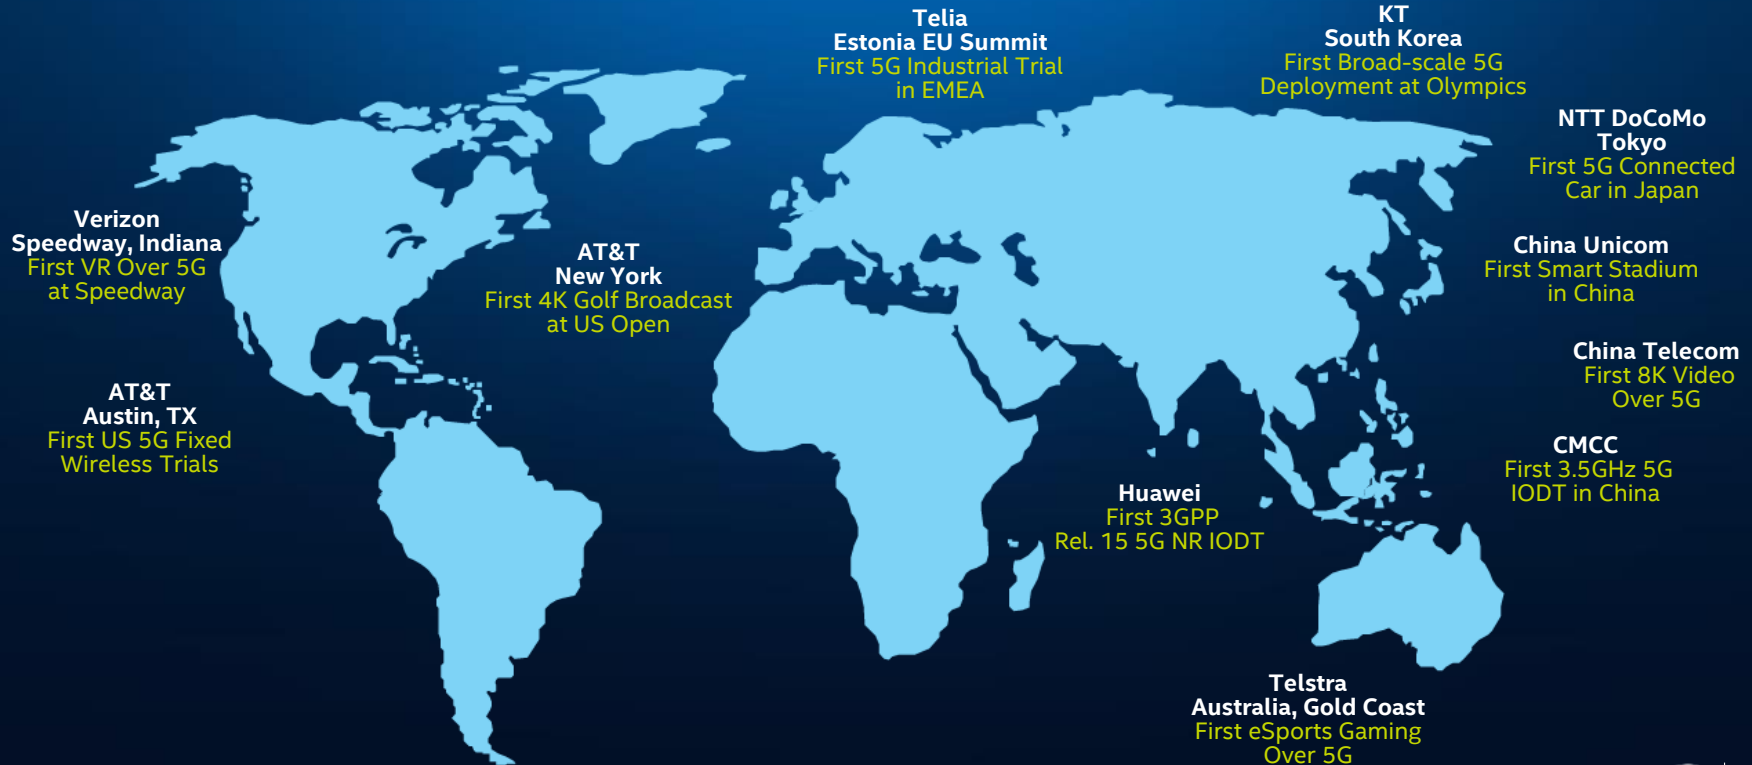 Telia
Estonia EU Summit
First 5G Industrial Trial
in EMEA
KT
South Korea
First Broad-scale 5G
Deployment at Olympics
NTT DoCoMo
Tokyo
First 5G Connected
Car in Japan
Verizon
Speedway, Indiana
First VR Over 5G
at Speedway
AT&T
New York
First 4K Golf Broadcast
at US Open
China Unicom
First Smart Stadium
in China
China Telecom
First 8K Video
Over 5G
AT&T
Austin, TX
First US 5G Fixed
Wireless Trials
CMCC
First 3.5GHz 5G
IODT in China
Huawei
First 3GPP
Rel. 15 5G NR IODT
Telstra
Australia, Gold Coast
First eSports Gaming
Over 5G